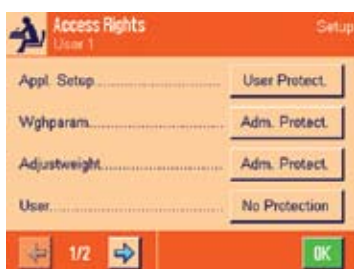 Access Rights
Setup
User 1
Appl. Setup.......................... User Protect.
Wghparam.......................... Adm. Protect.
Adjustweight...................... Adm. Protect.
User.................................... No Protection
1/2
OK